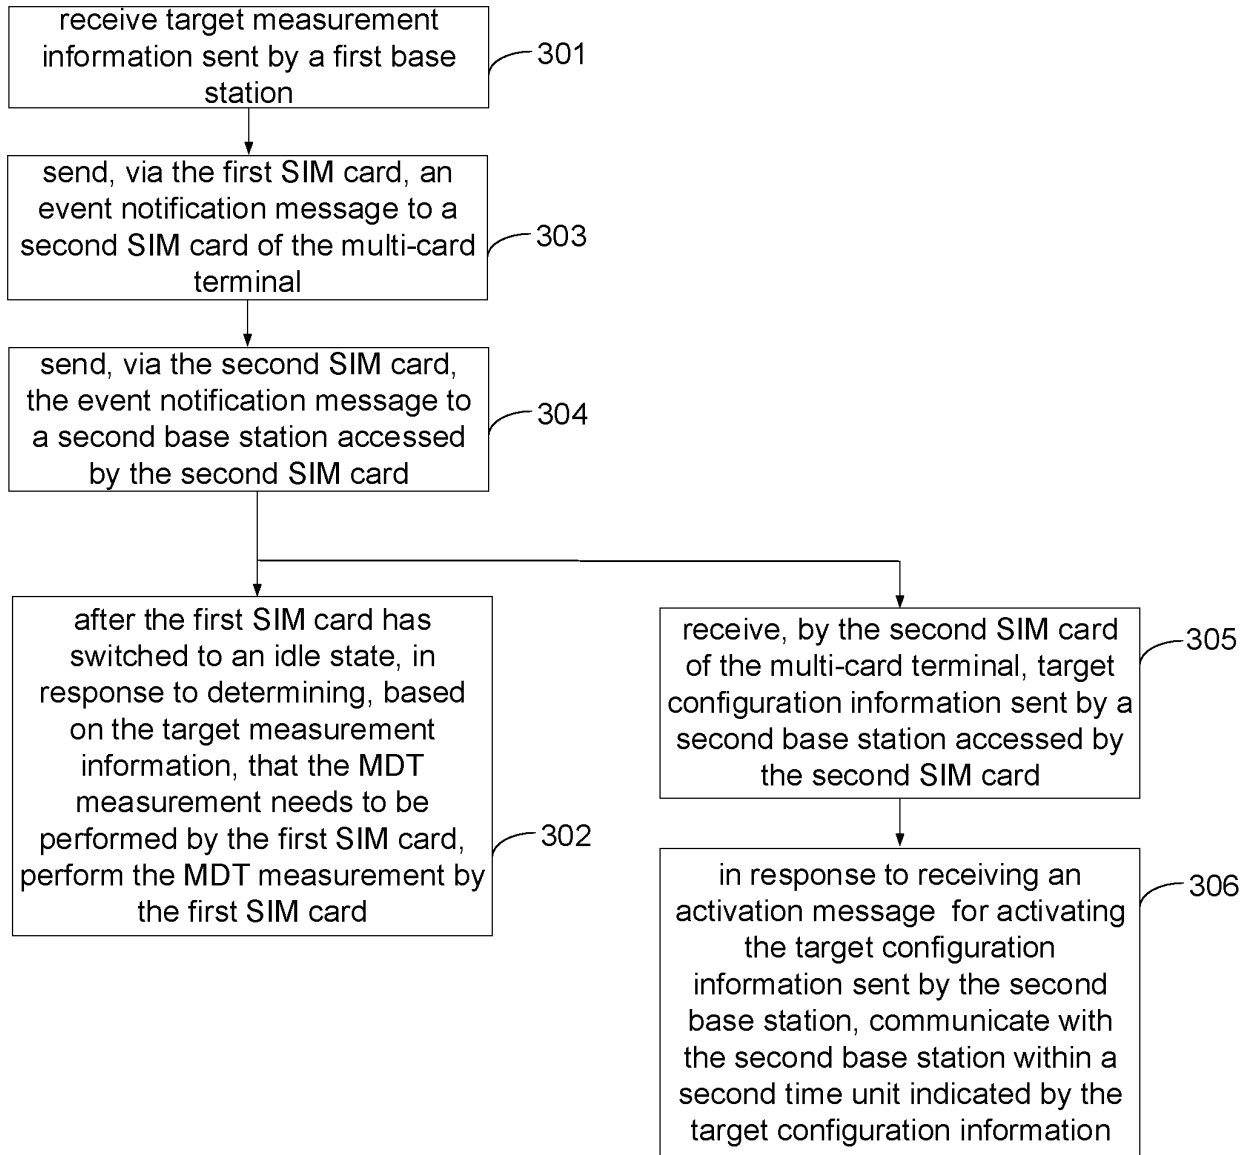 receive target measurement
information sent by a first base
station
301
send, via the first SIM card, an
event notification message to a
second SIM card of the multi-card
terminal
303
send, via the second SIM card,
the event notification message to
a second base station accessed
by the second SIM card
304
after the first SIM card has
switched to an idle state, in
response to determining, based
on the target measurement
information, that the MDT
measurement needs to be
performed by the first SIM card,
perform the MDT measurement by
the first SIM card
302
receive, by the second SIM card
of the multi-card terminal, target
configuration information sent by a
second base station accessed by
the second SIM card
305
in response to receiving an
activation message  for activating
the target configuration
information sent by the second
base station, communicate with
the second base station within a
second time unit indicated by the
target configuration information
306